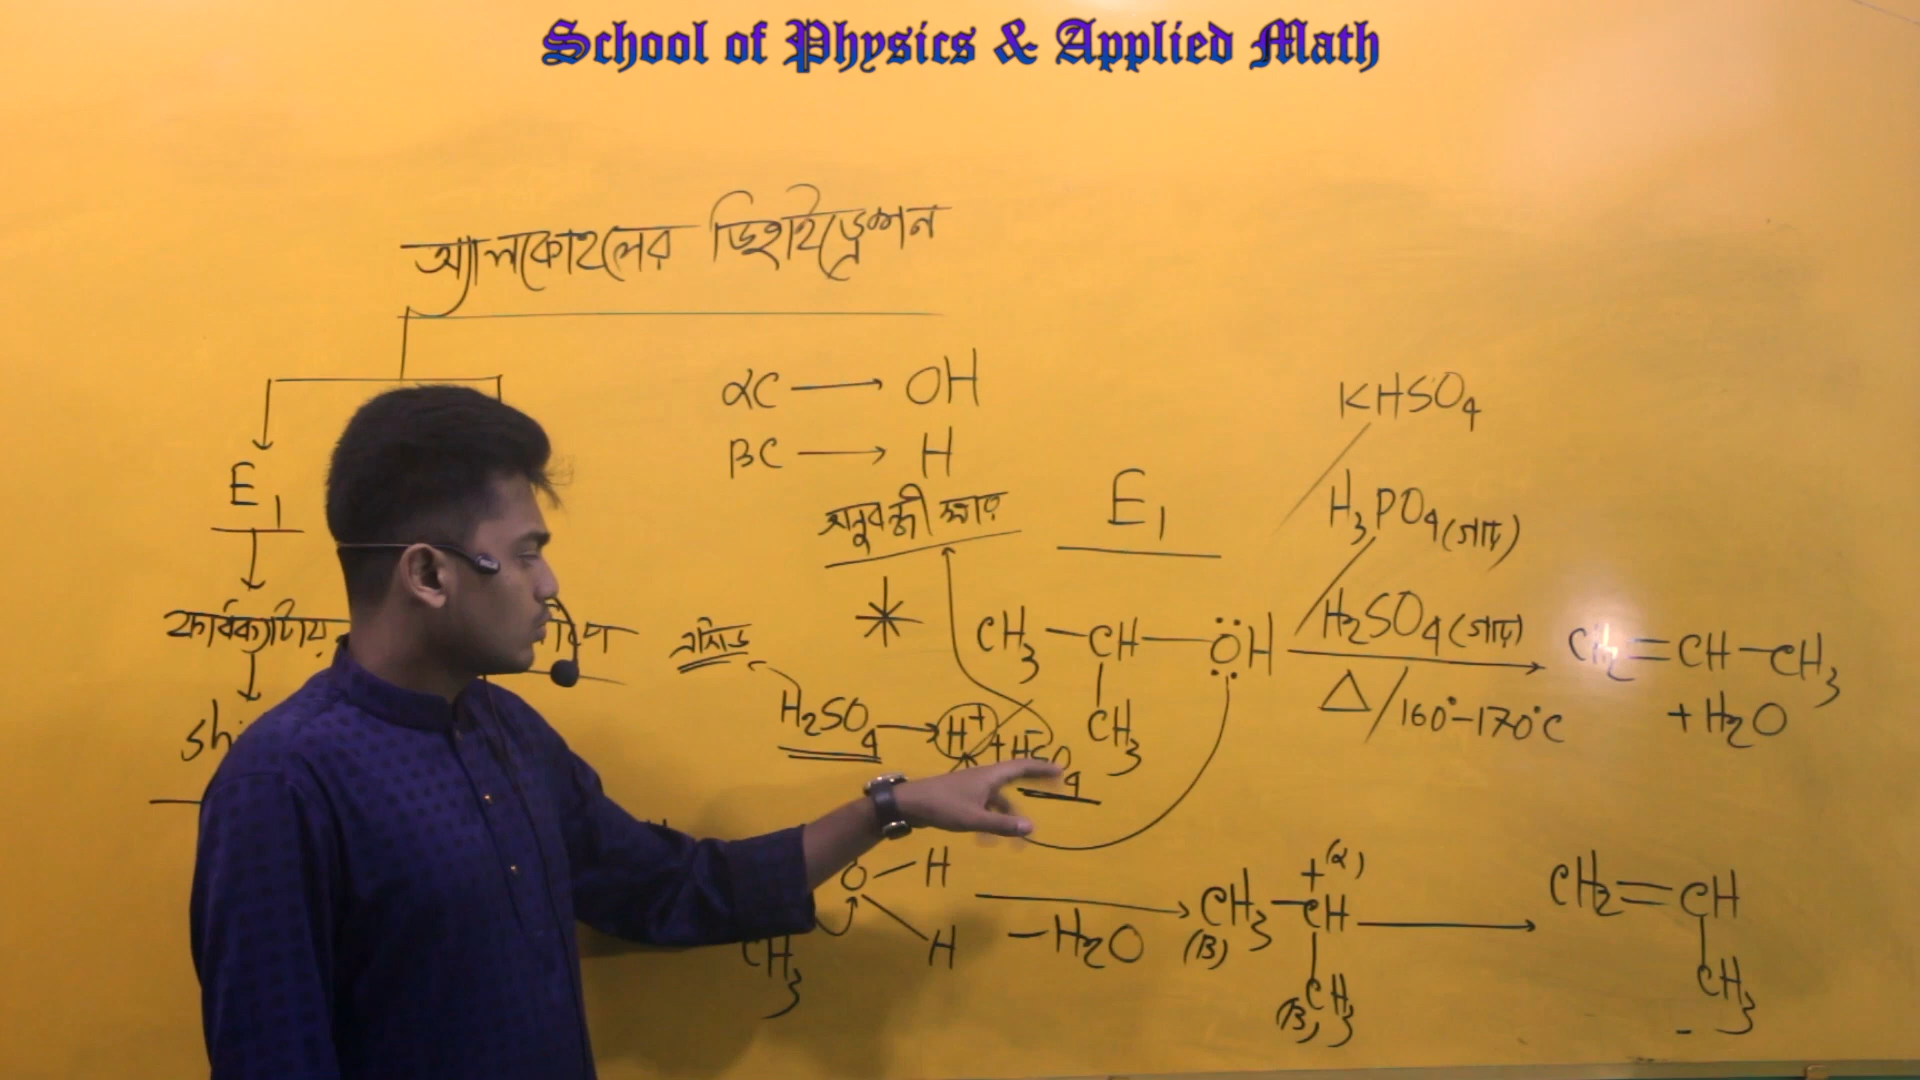 School of Physics & Applied Math
অ্যালকোহলের ডিহাইড্রেশন
αC → OH
βC → H
E1
অনুবন্ধী ক্ষার
E1
KHSO4
H3PO4 (গাঢ়)
H2SO4 (গাঢ়)
এসিড
CH3 — CH — ÖH → CH2 = CH — CH3
CH3
Δ/160°-170°C
+ H2O
H2SO4 → H+ + HSO4-
O — H
H
CH3
- H2O
CH3 — CH+ (α) → CH2 = CH
(β)
CH3
(β)
CH3